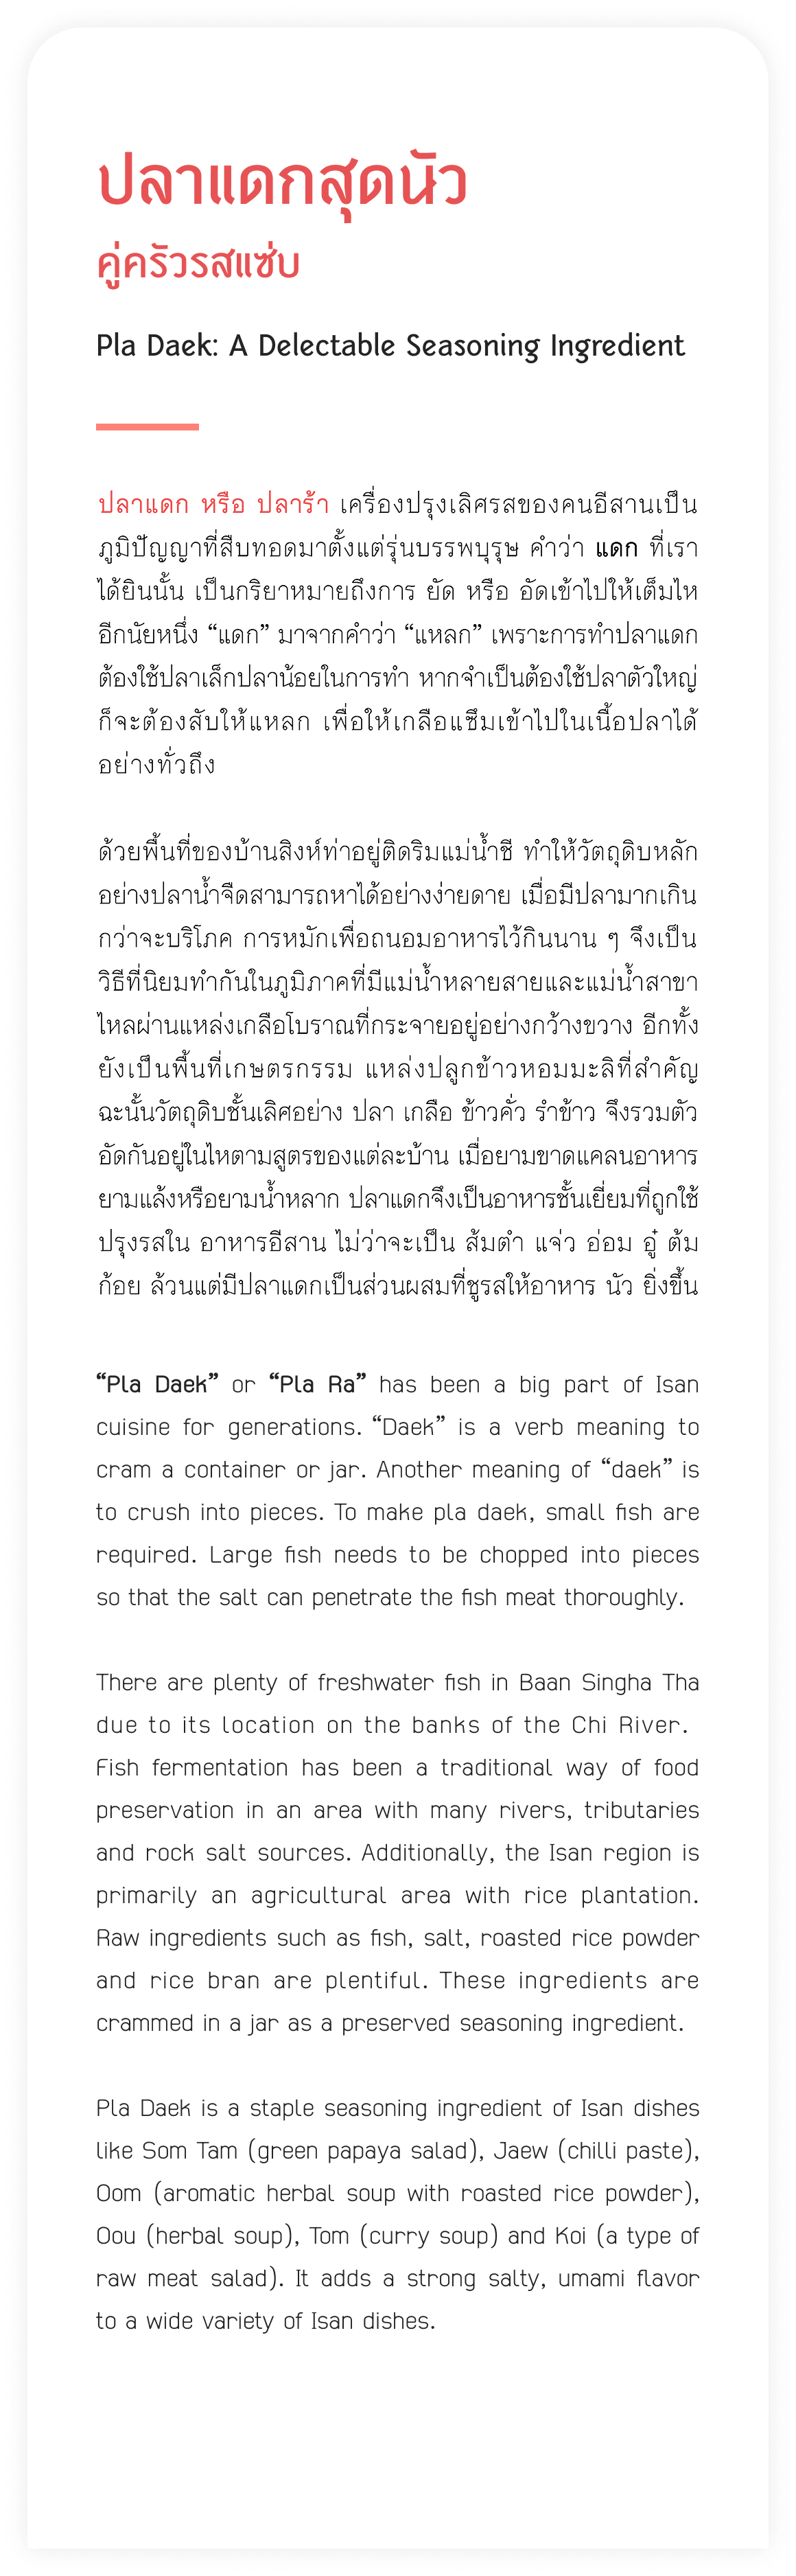 ปลาแดกสุดนัว
คู่ครัวรสแซ่บ
Pla Daek: A Delectable Seasoning Ingredient
ปลาแดก หรือ ปลาร้า เครื่องปรุงเลิศรสของคนอีสานเป็น
ภูมิปัญญาที่สืบทอดมาตั้งแต่รุ่นบรรพบุรุษ คำว่า แดก ที่เรา
ได้ยินนั้น เป็นกริยาหมายถึงการ ยัด หรือ อัดเข้าไปให้เต็มไห
อีกนัยหนึ่ง “แดก” มาจากคำว่า “แหลก” เพราะการทำปลาแดก
ต้องใช้ปลาเล็กปลาน้อยในการทำ หากจำเป็นต้องใช้ปลาตัวใหญ่
ก็จะต้องสับให้แหลก เพื่อให้เกลือแซึมเข้าไปในเนื้อปลาได้
อย่างทั่วถึง
ด้วยพื้นที่ของบ้านสิงห์ท่าอยู่ติดริมแม่น้ำชี ทำให้วัตถุดิบหลัก
อย่างปลาน้ำจืดสามารถหาได้อย่างง่ายดาย เมื่อมีปลามากเกิน
กว่าจะบริโภค การหมักเพื่อถนอมอาหารไว้กินนาน ๆ จึงเป็น
วิธีที่นิยมทำกันในภูมิภาคที่มีแม่น้ำหลายสายและแม่น้ำสาขา
ไหลผ่านแหล่งเกลือโบราณที่กระจายอยู่อย่างกว้างขวาง อีกทั้ง
ยังเป็นพื้นที่เกษตรกรรม แหล่งปลูกข้าวหอมมะลิที่สำคัญ
ฉะนั้นวัตถุดิบชั้นเลิศอย่าง ปลา เกลือ ข้าวคั่ว รำข้าว จึงรวมตัว
อัดกันอยู่ในไหตามสูตรของแต่ละบ้าน เมื่อยามขาดแคลนอาหาร
ยามแล้งหรือยามน้ำหลาก ปลาแดกจึงเป็นอาหารชั้นเยี่ยมที่ถูกใช้
ปรุงรสใน อาหารอีสาน ไม่ว่าจะเป็น ส้มตำ แจ่ว อ่อม อู๋ ต้ม
ก้อย ล้วนแต่มีปลาแดกเป็นส่วนผสมที่ชูรสให้อาหาร นัว ยิ่งขึ้น
“Pla Daek” or “Pla Ra” has been a big part of Isan
cuisine for generations. “Daek” is a verb meaning to
cram a container or jar. Another meaning of “daek” is
to crush into pieces. To make pla daek, small fish are
required. Large fish needs to be chopped into pieces
so that the salt can penetrate the fish meat thoroughly.
There are plenty of freshwater fish in Baan Singha Tha
due to its location on the banks of the Chi River.
Fish fermentation has been a traditional way of food
preservation in an area with many rivers, tributaries
and rock salt sources. Additionally, the Isan region is
primarily an agricultural area with rice plantation.
Raw ingredients such as fish, salt, roasted rice powder
and rice bran are plentiful. These ingredients are
crammed in a jar as a preserved seasoning ingredient.
Pla Daek is a staple seasoning ingredient of Isan dishes
like Som Tam (green papaya salad), Jaew (chilli paste),
Oom (aromatic herbal soup with roasted rice powder),
Oou (herbal soup), Tom (curry soup) and Koi (a type of
raw meat salad). It adds a strong salty, umami flavor
to a wide variety of Isan dishes.